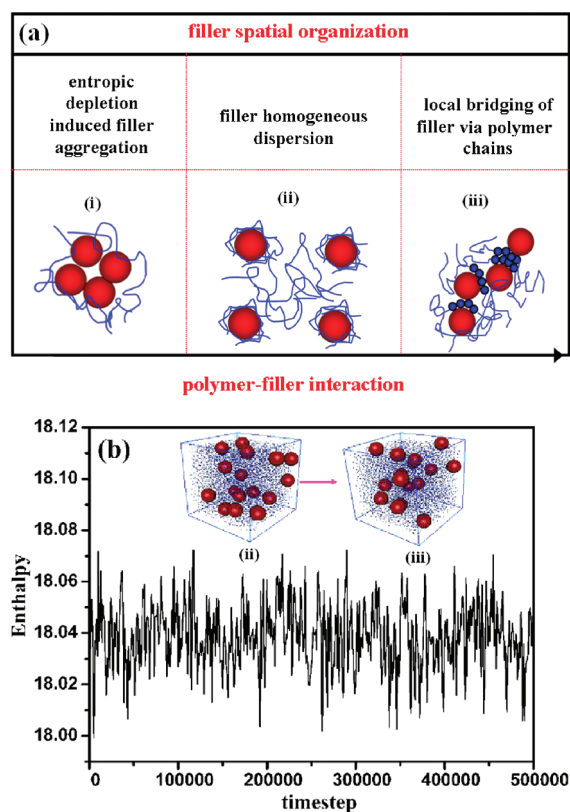 (a)
filler spatial organization
entropic
depletion
induced filler
aggregation
filler homogeneous
dispersion
local bridging of
filler via polymer
chains
(i)
(ii)
(iii)
polymer-filler interaction
(b)
18.12
18.10
18.08
18.06
18.04
18.02
18.00
Enthalpy
(ii)
(iii)
0
100000
200000
300000
400000
500000
timestep